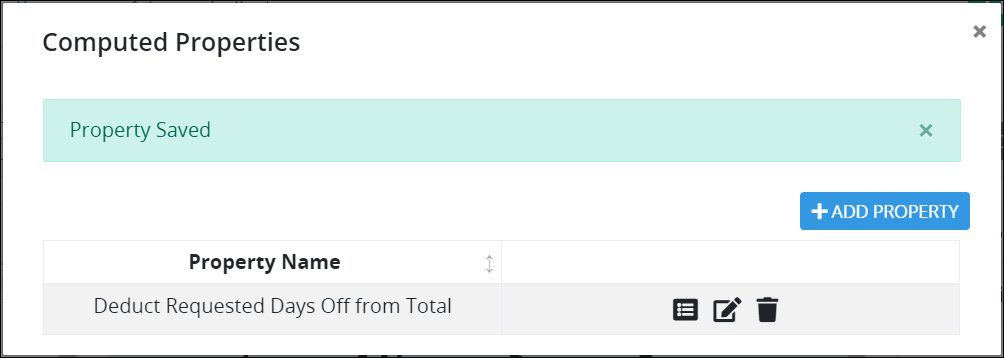 Computed Properties
×
Property Saved
×
+ ADD PROPERTY
Property Name
Deduct Requested Days Off from Total